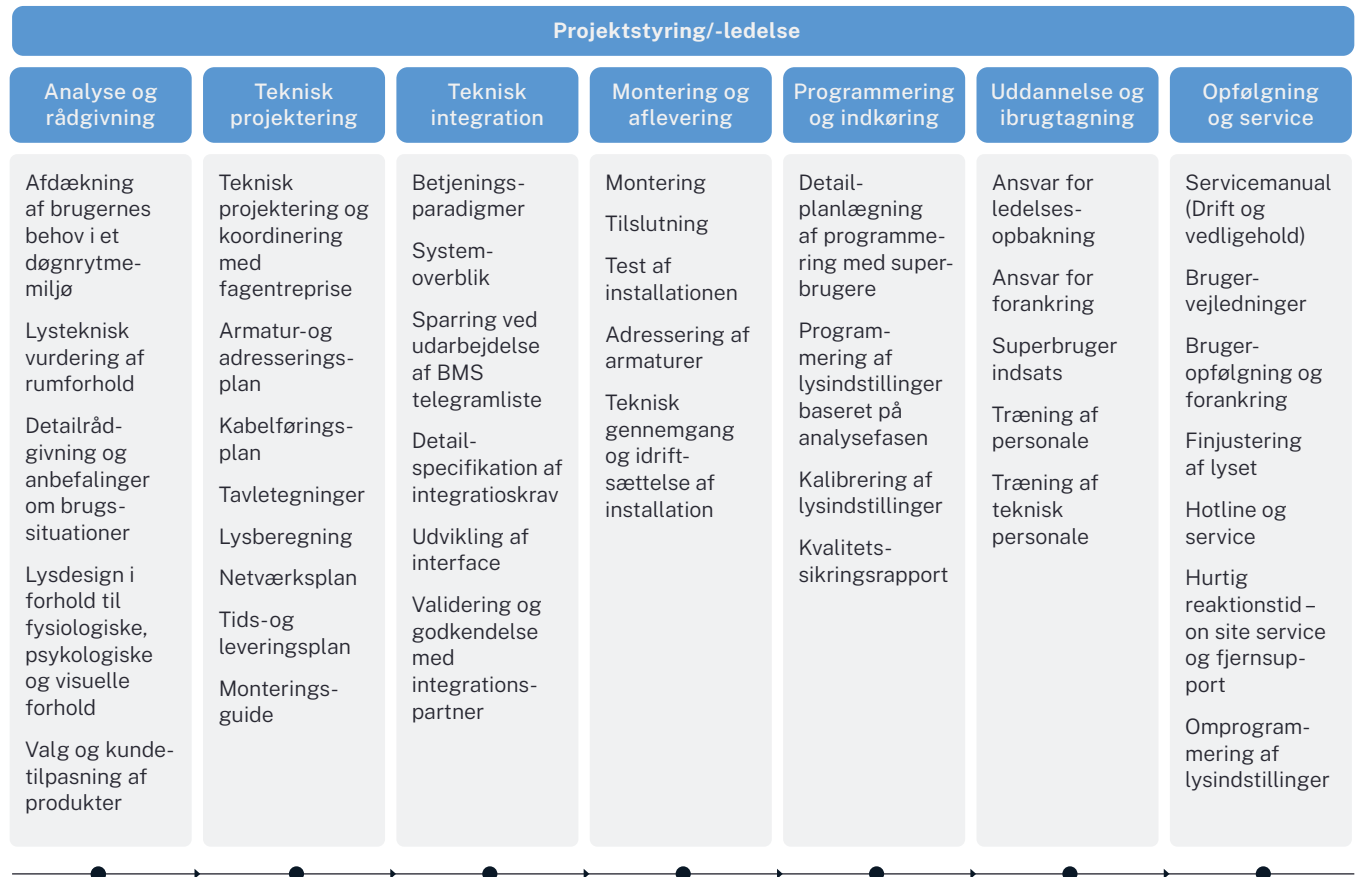 Projektstyring/-ledelse
Analyse og
rådgivning
Afdækning
af brugernes
behov i et
døgnrytme-
miljø
Lysteknisk
vurdering af
rumforhold
Detailråd-
givning og
anbefalinger
om brugs-
situationer
Lysdesign i
forhold til
fysiologiske,
psykologiske
og visuelle
forhold
Valg og kunde-
tilpasning af
produkter
Teknisk
projektering
Teknisk
projektering og
koordinering
med
fagentreprise
Armatur-og
adresserings-
plan
Kabelførings-
plan
Tavletegninger
Lysberegning
Netværksplan
Tids-og
leveringsplan
Monterings-
guide
Teknisk
integration
Betjenings-
paradigmer
System-
overblik
Sparring ved
udarbejdelse
af BMS
telegramliste
Detail-
specifikation af
integratioskrav
Udvikling af
interface
Validering og
godkendelse
med
integrations-
partner
Montering og
aflevering
Montering
Tilslutning
Test af
installationen
Adressering af
armaturer
Teknisk
gennemgang
og idrift-
sættelse af
installation
Programmering
og indkøring
Detail-
planlægning
af programme-
ring med super-
brugere
Program-
mering af
lysindstillinger
baseret på
analysefasen
Kalibrering af
lysindstillinger
Kvalitets-
sikringsrapport
Uddannelse og
ibrugtagning
Ansvar for
ledelses-
opbakning
Ansvar for
forankring
Superbruger
indsats
Træning af
personale
Træning af
teknisk
personale
Opfølgning
og service
Servicemanual
(Drift og
vedligehold)
Bruger-
vejledninger
Bruger-
opfølgning og
forankring
Finjustering
af lyset
Hotline og
service
Hurtig
reaktionstid –
on site service
og fjernsup-
port
Omprogram-
mering af
lysindstillinger